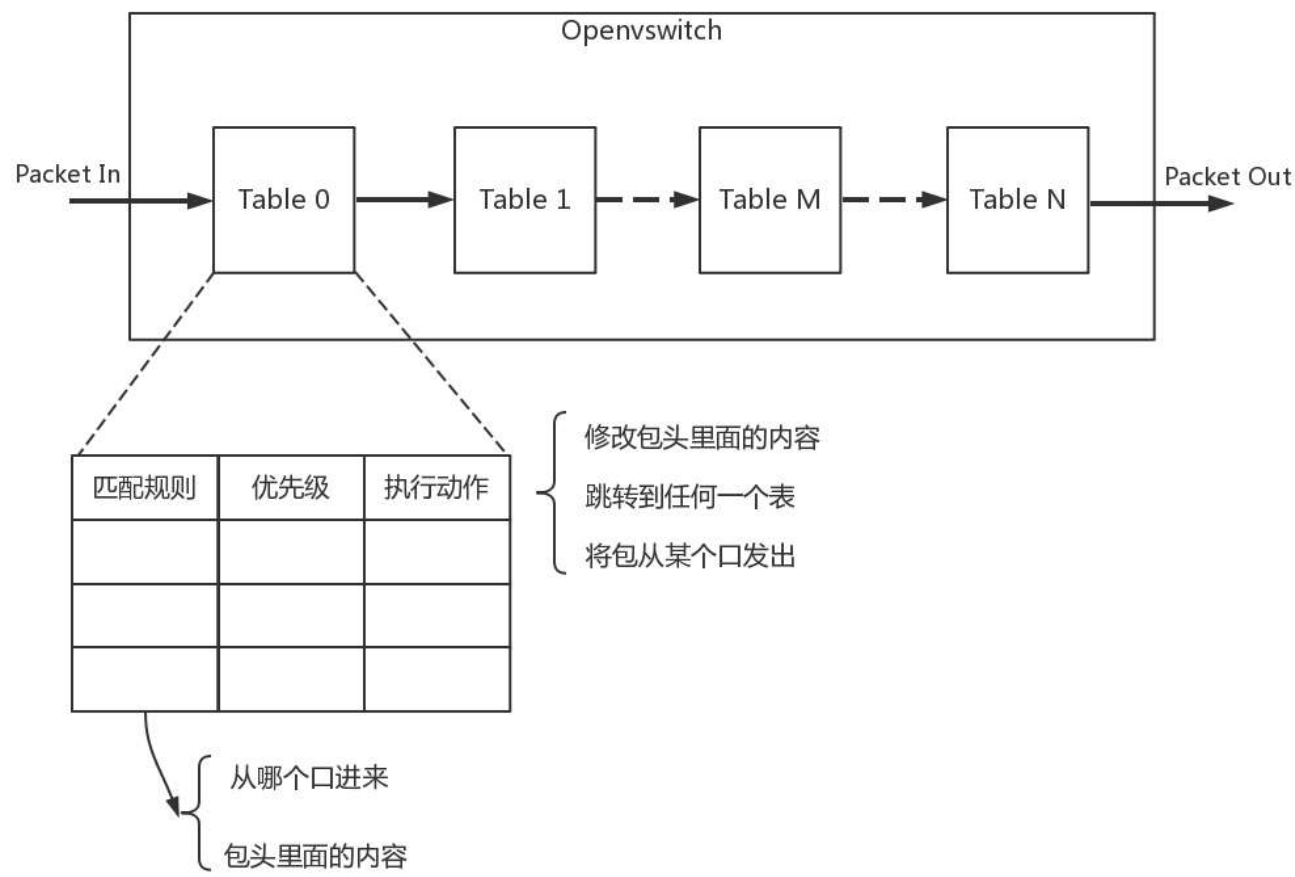 Openvswitch
Packet In
Table 0
Table 1
Table M
Table N
Packet Out
匹配规则
优先级
执行动作
修改包头里面的内容
跳转到任何一个表
将包从某个口发出
从哪个口进来
包头里面的内容